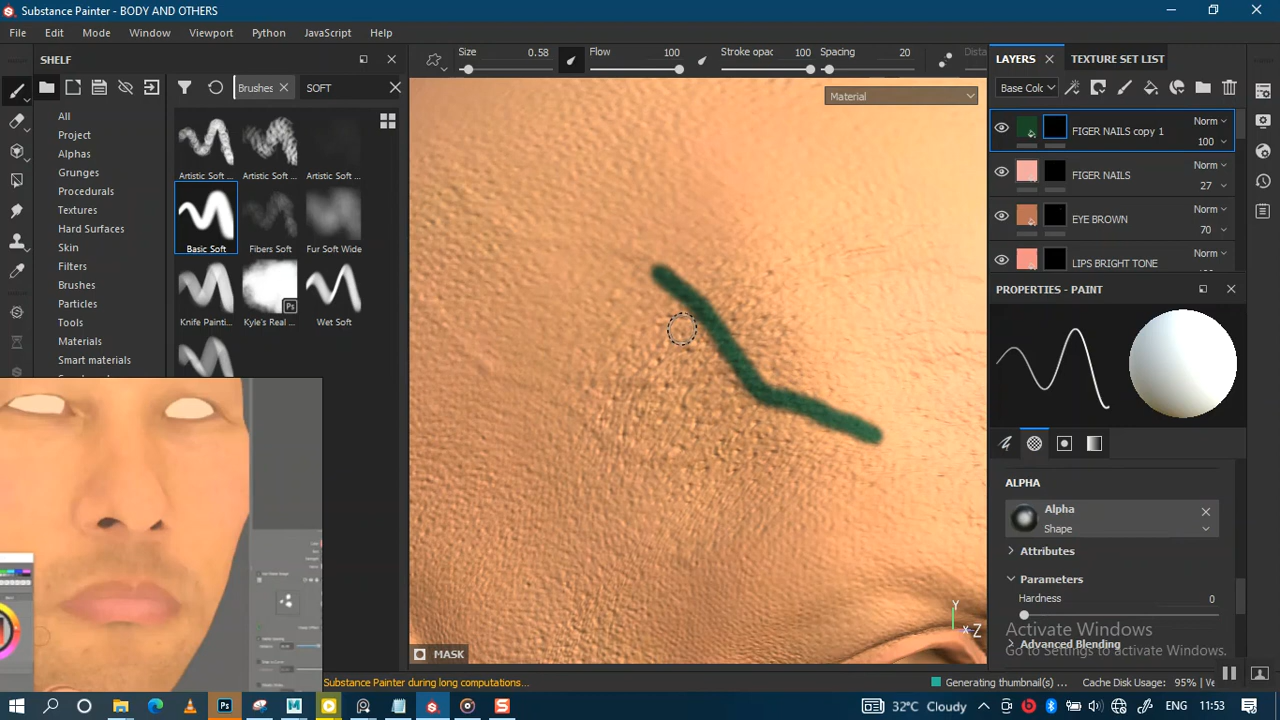 Substance Painter - BODY AND OTHERS
File Edit Mode Window Viewport Python JavaScript Help
SHELF
Size 0.58 Flow 100 Stroke opac 100 Spacing 20 Dista
LAYERS TEXTURE SET LIST
Brushes SOFT
Base Colc
Material
All
Project
Alphas
Grunges
Procedurals
Textures
Hard Surfaces
Skin
Filters
Brushes
Particles
Tools
Materials
Smart materials
Artistic Soft ... Artistic Soft ... Artistic Soft ...
Basic Soft Fibers Soft Fur Soft Wide
Knife Painti... Kyle's Real ... Wet Soft
Ps
FIGER NAILS copy 1 Norm 100
FIGER NAILS Norm 27
EYE BROWN Norm 70
LIPS BRIGHT TONE Norm
PROPERTIES - PAINT
ALPHA
Alpha
Shape
Attributes
Parameters
Hardness 0
Advanced Blending
Activate Windows
Go to Settings to activate Windows.
Y
X-Z
MASK
Substance Painter during long computations...
Generating thumbnail(s) ... Cache Disk Usage: 95% | Ve
Ps
32°C Cloudy ENG 11:53